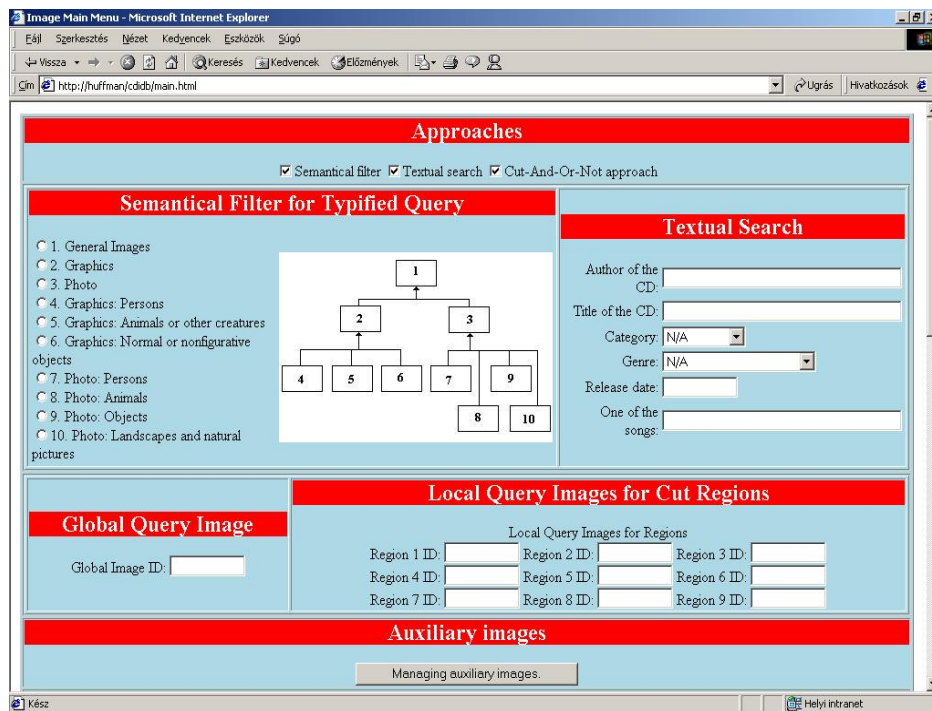 Image Main Menu - Microsoft Internet Explorer
Fájl Szerkesztés Nézet Kedvencek Eszközök Súgó
Vissza Keresés Kedvencek Előzmények
Cím http://huffman/cdidb/main.html Ugrás Hivatkozások
Approaches
Semantical filter Textual search Cut-And-Or-Not approach
Semantical Filter for Typified Query
1. General Images
2. Graphics
3. Photo
4. Graphics: Persons
5. Graphics: Animals or other creatures
6. Graphics: Normal or nonfigurative
objects
7. Photo: Persons
8. Photo: Animals
9. Photo: Objects
10. Photo: Landscapes and natural
pictures
1
2 3
4 5 6 7 9
8 10
Textual Search
Author of the
CD:
Title of the CD:
Category: N/A
Genre: N/A
Release date:
One of the
songs:
Global Query Image
Global Image ID:
Local Query Images for Cut Regions
Local Query Images for Regions
Region 1 ID: Region 2 ID: Region 3 ID:
Region 4 ID: Region 5 ID: Region 6 ID:
Region 7 ID: Region 8 ID: Region 9 ID:
Auxiliary images
Managing auxiliary images.
Kész Helyi intranet